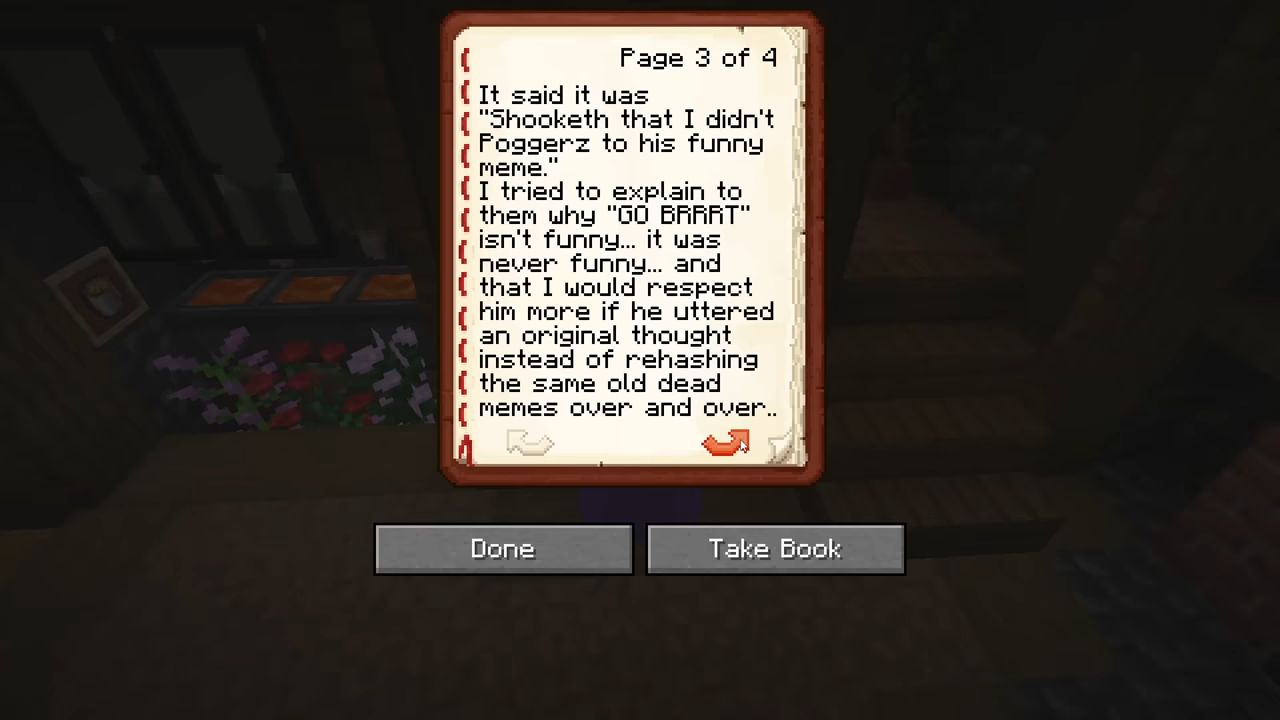 Page 3 of 4
It said it was
"Shooketh that I didn't
Poggerz to his funny
meme."
I tried to explain to
them why "GO BRRRT"
isn't funny... it was
never funny... and
that I would respect
him more if he uttered
an original thought
instead of rehashing
the same old dead
memes over and over..
Done
Take Book